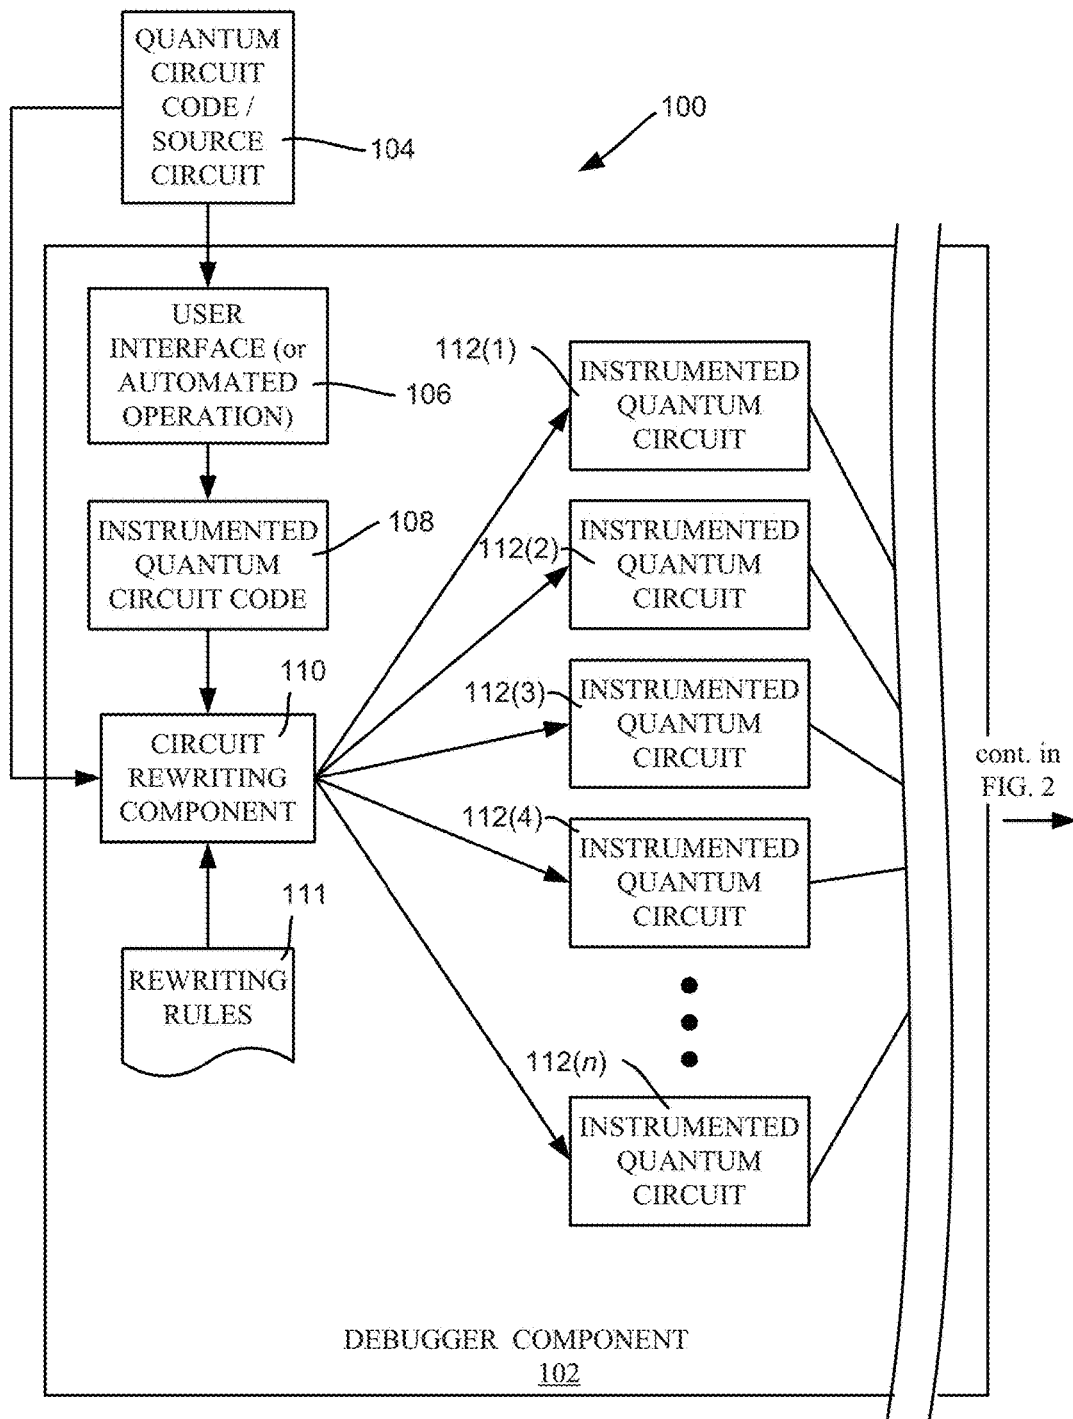 QUANTUM
CIRCUIT
CODE /
SOURCE
CIRCUIT
104
100
USER
INTERFACE (or
AUTOMATED
OPERATION)
106
INSTRUMENTED
QUANTUM
CIRCUIT CODE
108
110
CIRCUIT
REWRITING
COMPONENT
111
REWRITING
RULES
112(1)
INSTRUMENTED
QUANTUM
CIRCUIT
112(2)
INSTRUMENTED
QUANTUM
CIRCUIT
112(3)
INSTRUMENTED
QUANTUM
CIRCUIT
112(4)
INSTRUMENTED
QUANTUM
CIRCUIT
112(n)
INSTRUMENTED
QUANTUM
CIRCUIT
cont. in
FIG. 2
DEBUGGER COMPONENT
102